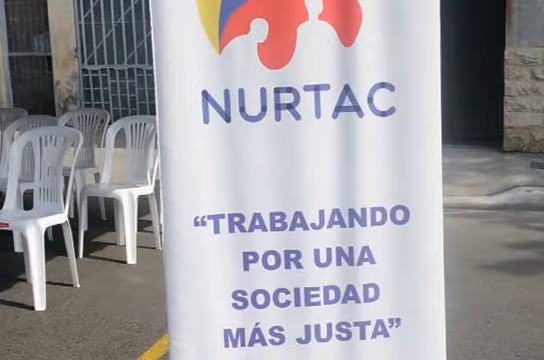 NURTAC
“TRABAJANDO
POR UNA
SOCIEDAD
MÁS JUSTA”